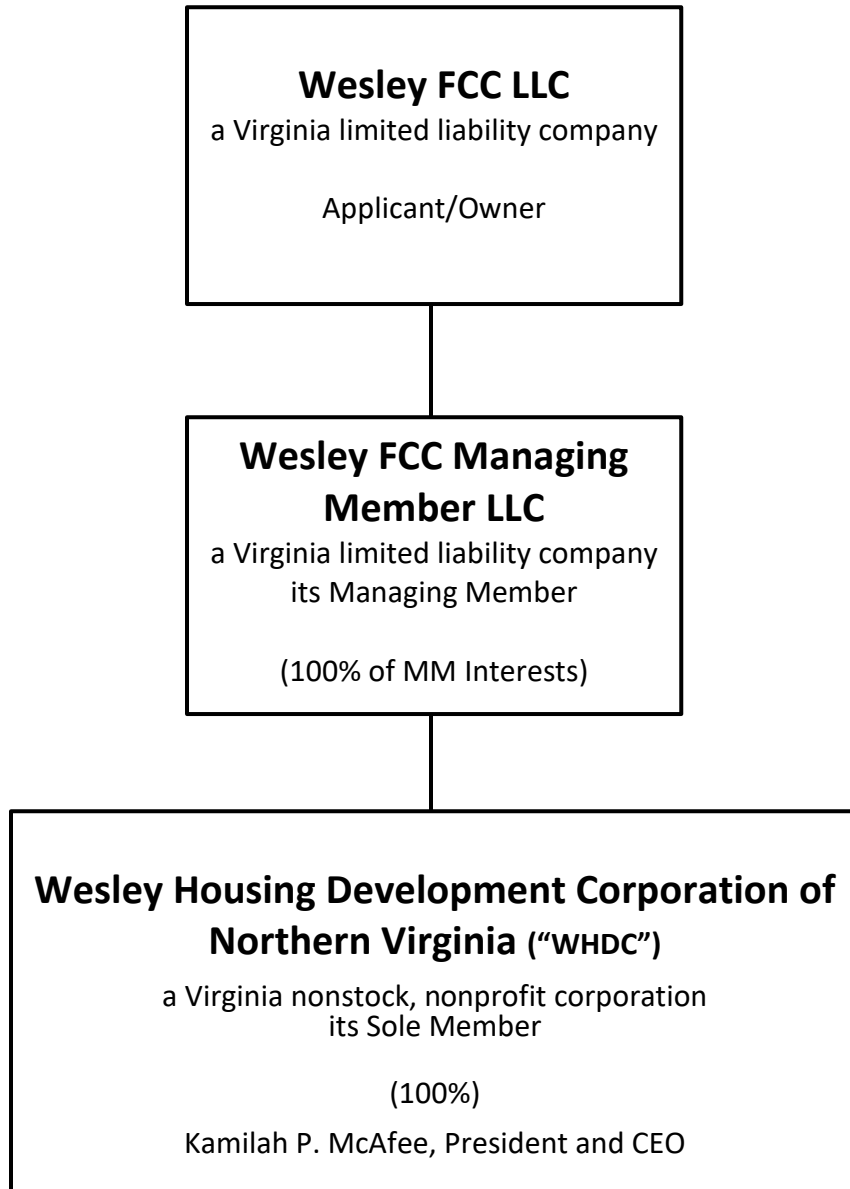 Wesley FCC LLC
a Virginia limited liability company
Applicant/Owner
Wesley FCC Managing
Member LLC
a Virginia limited liability company
its Managing Member
(100% of MM Interests)
Wesley Housing Development Corporation of
Northern Virginia (“WHDC”)
a Virginia nonstock, nonprofit corporation
its Sole Member
(100%)
Kamilah P. McAfee, President and CEO